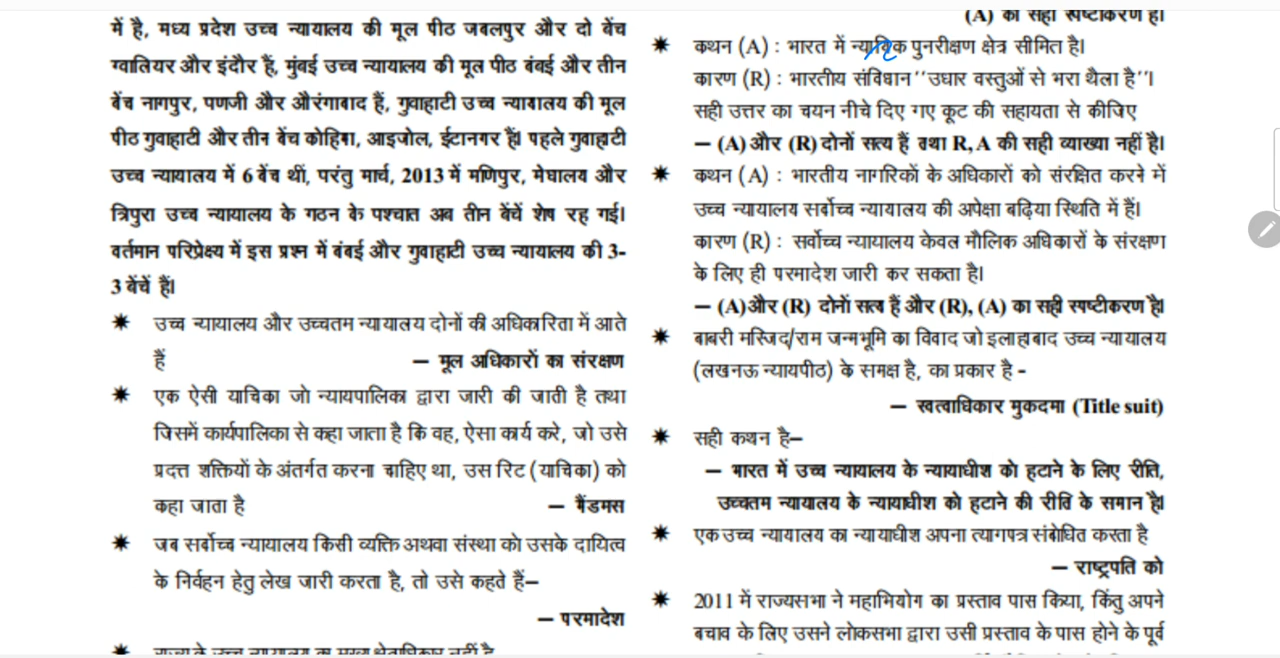 में है, मध्य प्रदेश उच्च न्यायालय की मूल पीठ जबलपुर और दो बेंच
ग्वालियर और इंदौर हैं, मुंबई उच्च न्यायालय की मूल पीठ बंबई और तीन
बेंच नागपुर, पणजी और औरंगाबाद हैं, गुवाहाटी उच्च न्यायालय की मूल
पीठ गुवाहाटी और तीन बेंच कोहिमा, आइजोल, ईटानगर हैं। पहले गुवाहाटी
उच्च न्यायालय में 6 बेंच थीं, परंतु मार्च, 2013 में मणिपुर, मेघालय और
त्रिपुरा उच्च न्यायालय के गठन के पश्चात अब तीन बेंचें शेष रह गई।
वर्तमान परिप्रेक्ष्य में इस प्रश्न में बंबई और गुवाहाटी उच्च न्यायालय की 3-
3 बेंचें हैं।
✷ उच्च न्यायालय और उच्चतम न्यायालय दोनों की अधिकारिता में आते
हैं — मूल अधिकारों का संरक्षण
✷ एक ऐसी याचिका जो न्यायपालिका द्वारा जारी की जाती है तथा
जिसमें कार्यपालिका से कहा जाता है कि वह, ऐसा कार्य करे, जो उसे
प्रदत्त शक्तियों के अंतर्गत करना चाहिए था, उस रिट (याचिका) को
कहा जाता है — मैंडमस
✷ जब सर्वोच्च न्यायालय किसी व्यक्ति अथवा संस्था को उसके दायित्व
के निर्वहन हेतु लेख जारी करता है, तो उसे कहते हैं–
— परमादेश
✷ राज्य के उच्च न्यायालय का मुख्य क्षेत्राधिकार नहीं है
(A) का सही स्पष्टीकरण है।
✷ कथन (A) : भारत में न्यायिक पुनरीक्षण क्षेत्र सीमित है।
कारण (R) : भारतीय संविधान ''उधार वस्तुओं से भरा थैला है''।
सही उत्तर का चयन नीचे दिए गए कूट की सहायता से कीजिए
— (A) और (R) दोनों सत्य हैं तथा R, A की सही व्याख्या नहीं है।
✷ कथन (A) : भारतीय नागरिकों के अधिकारों को संरक्षित करने में
उच्च न्यायालय सर्वोच्च न्यायालय की अपेक्षा बढ़िया स्थिति में हैं।
कारण (R) : सर्वोच्च न्यायालय केवल मौलिक अधिकारों के संरक्षण
के लिए ही परमादेश जारी कर सकता है।
— (A) और (R) दोनों सत्य हैं और (R), (A) का सही स्पष्टीकरण है।
✷ बाबरी मस्जिद/राम जन्मभूमि का विवाद जो इलाहाबाद उच्च न्यायालय
(लखनऊ न्यायपीठ) के समक्ष है, का प्रकार है -
— स्वत्वाधिकार मुकदमा (Title suit)
✷ सही कथन है–
— भारत में उच्च न्यायालय के न्यायाधीश को हटाने के लिए रीति,
उच्चतम न्यायालय के न्यायाधीश को हटाने की रीति के समान है।
✷ एक उच्च न्यायालय का न्यायाधीश अपना त्यागपत्र संबोधित करता है
— राष्ट्रपति को
✷ 2011 में राज्यसभा ने महाभियोग का प्रस्ताव पास किया, किंतु अपने
बचाव के लिए उसने लोकसभा द्वारा उसी प्रस्ताव के पास होने के पूर्व